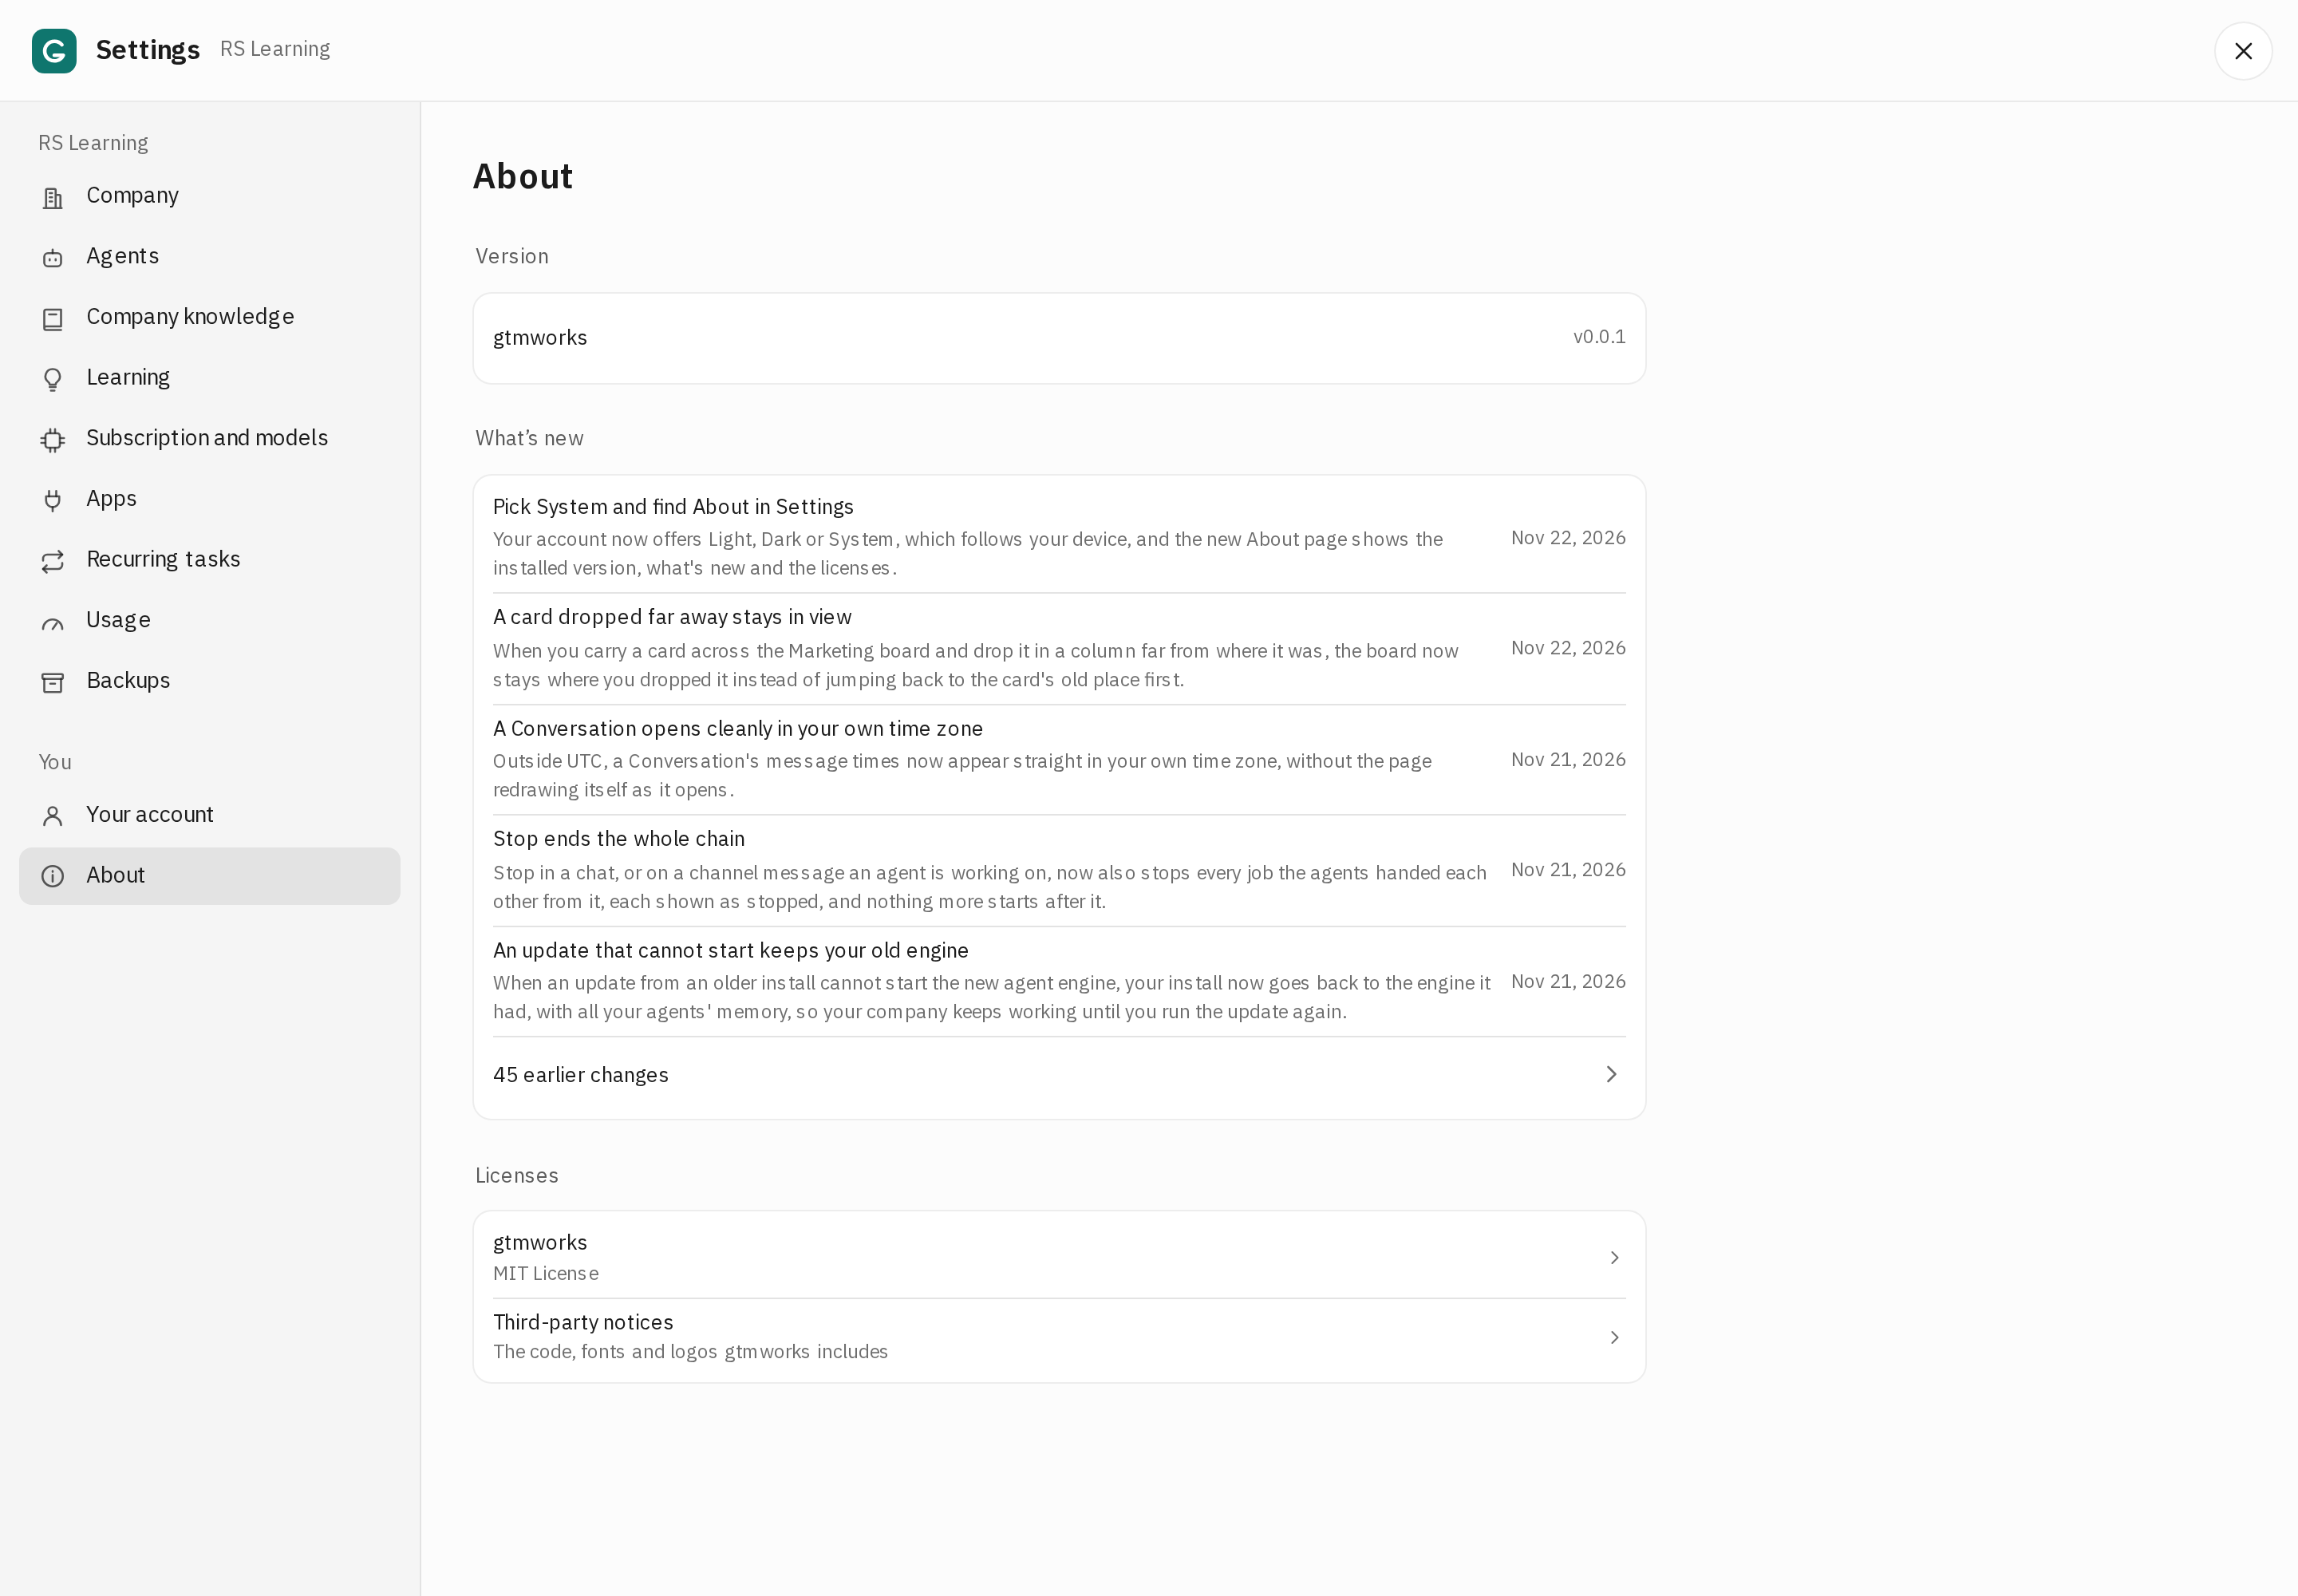 G Settings RS Learning
RS Learning
Company
Agents
Company knowledge
Learning
Subscription and models
Apps
Recurring tasks
Usage
Backups
You
Your account
About
About
Version
gtmworks v0.0.1
What’s new
Pick System and find About in Settings
Your account now offers Light, Dark or System, which follows your device, and the new About page shows the
installed version, what's new and the licenses.
Nov 22, 2026
A card dropped far away stays in view
When you carry a card across the Marketing board and drop it in a column far from where it was, the board now
stays where you dropped it instead of jumping back to the card's old place first.
Nov 22, 2026
A Conversation opens cleanly in your own time zone
Outside UTC, a Conversation's message times now appear straight in your own time zone, without the page
redrawing itself as it opens.
Nov 21, 2026
Stop ends the whole chain
Stop in a chat, or on a channel message an agent is working on, now also stops every job the agents handed each
other from it, each shown as stopped, and nothing more starts after it.
Nov 21, 2026
An update that cannot start keeps your old engine
When an update from an older install cannot start the new agent engine, your install now goes back to the engine it
had, with all your agents' memory, so your company keeps working until you run the update again.
Nov 21, 2026
45 earlier changes
Licenses
gtmworks
MIT License
Third-party notices
The code, fonts and logos gtmworks includes